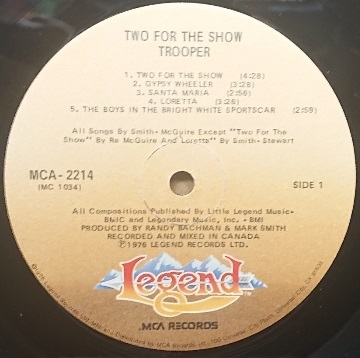 TWO FOR THE SHOW
TROOPER
1. TWO FOR THE SHOW (4:28)
2. GYPSY WHEELER (3:28)
3. SANTA MARIA (2:56)
4. LORETTA (3:26)
5. THE BOYS IN THE BRIGHT WHITE SPORTSCAR (2:59)
All Songs By Smith-McGuire Except "Two For The
Show" By Ra McGuire And Loretta" By Smith-Stewart
MCA-2214
(MC 1034)
SIDE 1
All Compositions Published By Little Legend Music-
BMIC and Legendary Music, Inc. - BMI
PRODUCED BY RANDY BACHMAN & MARK SMITH
RECORDED AND MIXED IN CANADA
Ⓟ1976 LEGEND RECORDS LTD.
Legend
MCA RECORDS